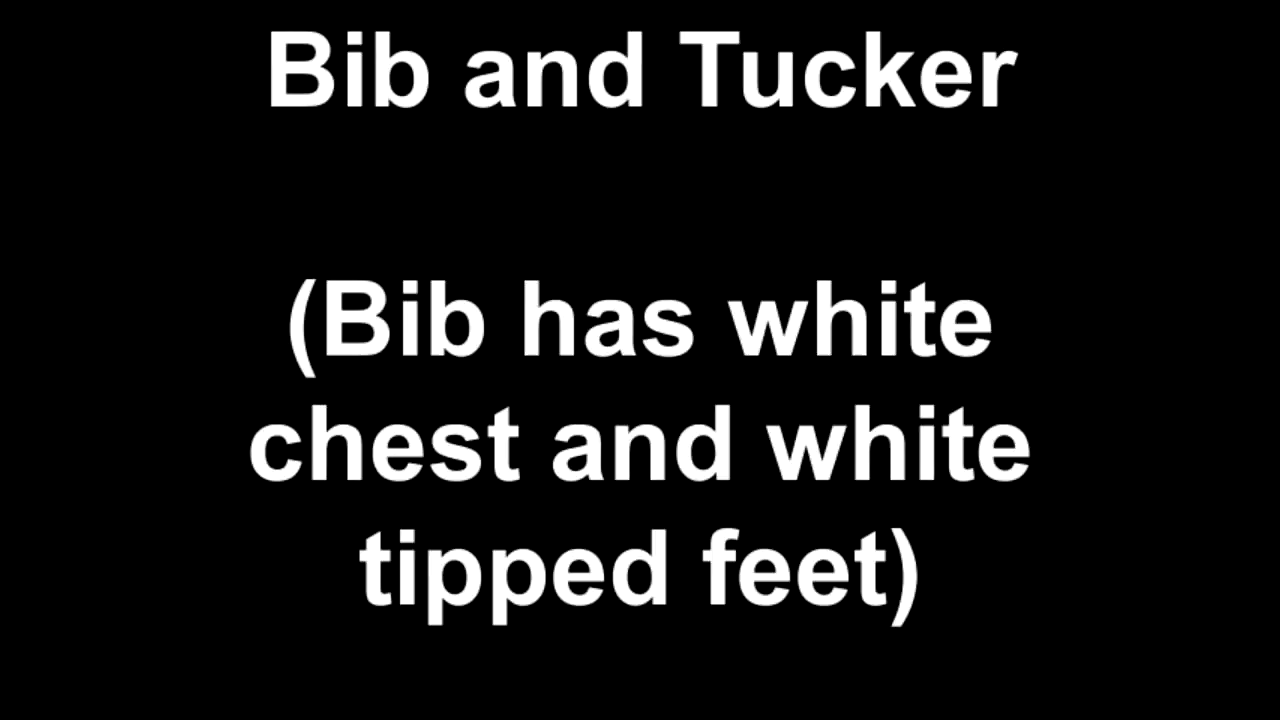 Bib and Tucker
(Bib has white
chest and white
tipped feet)